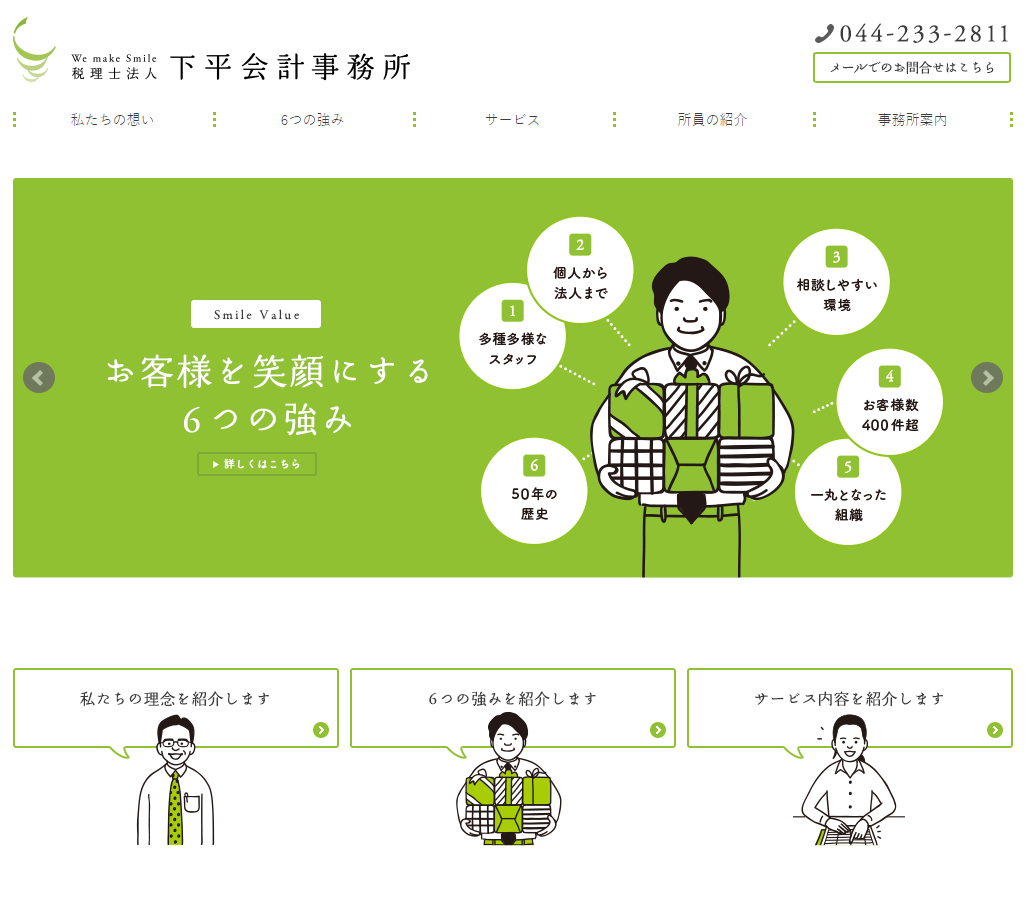 We make Smile
税理士法人
下平会計事務所
044-233-2811
メールでのお問合せはこちら
私たちの想い
6つの強み
サービス
所員の紹介
事務所案内
Smile Value
お客様を笑顔にする
6つの強み
詳しくはこちら
1
多種多様な
スタッフ
2
個人から
法人まで
3
相談しやすい
環境
4
お客様数
400件超
5
一丸となった
組織
6
50年の
歴史
私たちの理念を紹介します
6つの強みを紹介します
サービス内容を紹介します